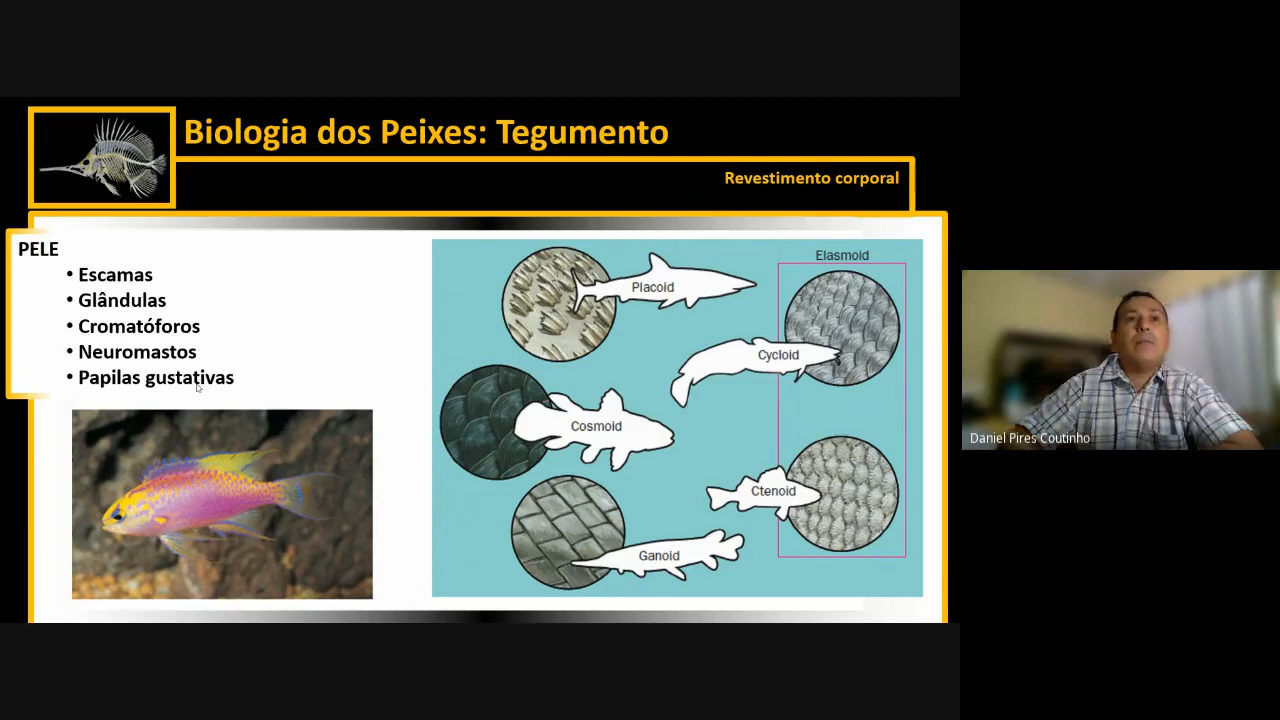 Biologia dos Peixes: Tegumento
Revestimento corporal
PELE
• Escamas
• Glândulas
• Cromatóforos
• Neuromastos
• Papilas gustativas
Elasmoid
Placoid
Cycloid
Cosmoid
Ctenoid
Ganoid
Daniel Pires Coutinho